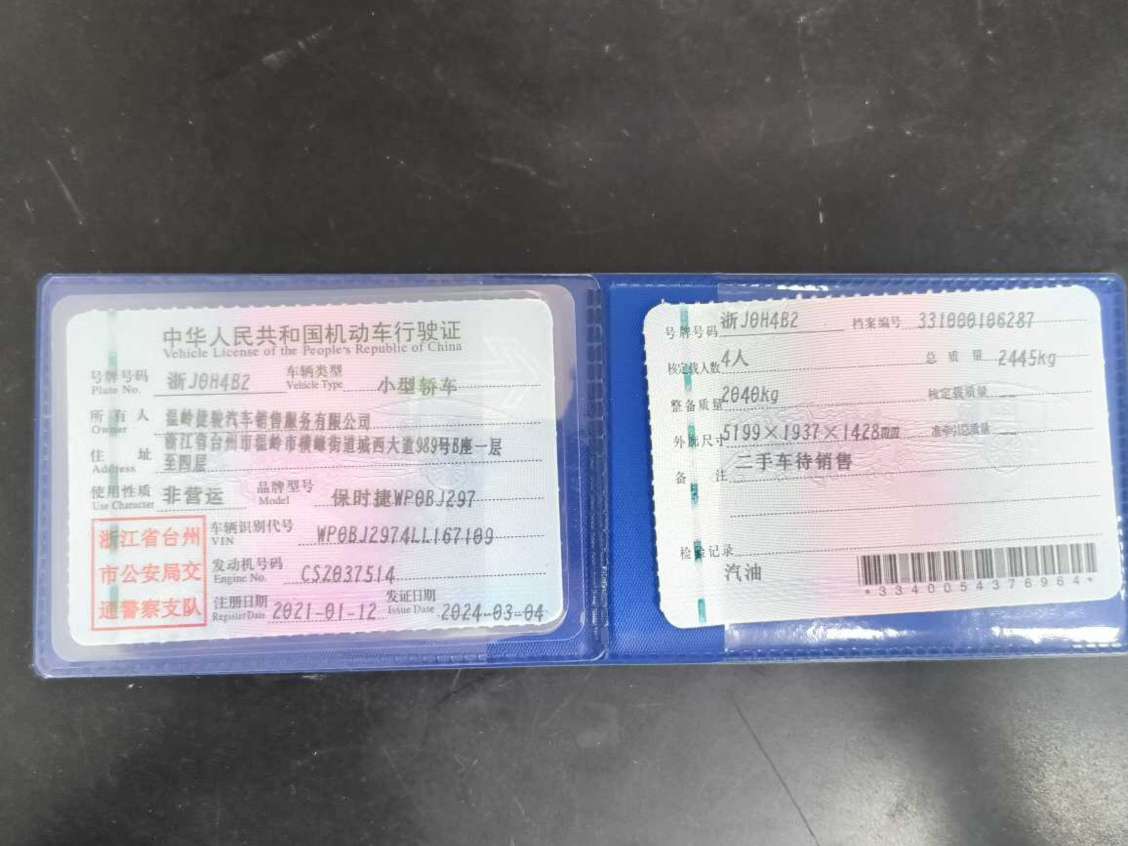 中华人民共和国机动车行驶证
Vehicle License of the People's Republic of China
号牌号码 浙J0H4B2 车辆类型 小型轿车
Plate No. Vehicle Type
所有人 温岭捷骏汽车销售服务有限公司
Owner
住址 浙江省台州市温岭市横峰街道城西大道989号B座一层
至四层
Address
使用性质 非营运 品牌型号 保时捷WP0BJ297
Use Character Model
浙江省台州
市公安局交
通警察支队
车辆识别代号 WP0BJ2974LL167109
VIN
发动机号码 CSZ037514
Engine No.
注册日期 2021-01-12 发证日期 2024-03-04
Register Date Issue Date
号牌号码 浙J0H4B2 档案编号 331000106287
核定载人数 4人 总质量 2445kg
整备质量 2040kg 核定载质量 --
外廓尺寸 5199×1937×1428mm 准牵引总质量 --
备注 二手车待销售
检验记录
汽油
*3340054376964*